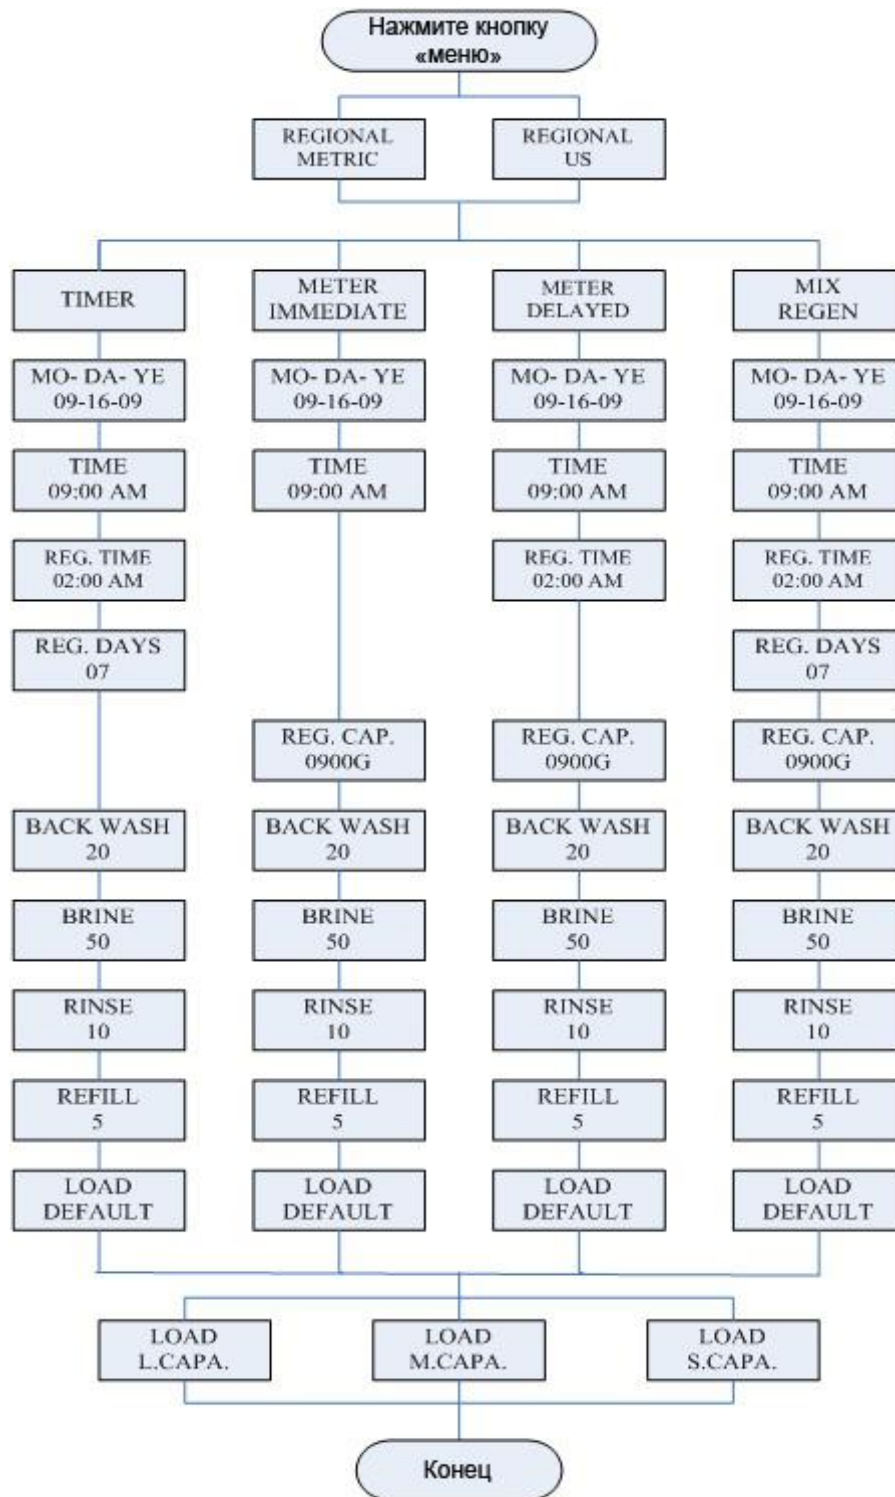 Нажмите кнопку
«меню»
REGIONAL
METRIC
REGIONAL
US
TIMER
METER
IMMEDIATE
METER
DELAYED
MIX
REGEN
MO- DA- YE
09-16-09
MO- DA- YE
09-16-09
MO- DA- YE
09-16-09
MO- DA- YE
09-16-09
TIME
09:00 AM
TIME
09:00 AM
TIME
09:00 AM
TIME
09:00 AM
REG. TIME
02:00 AM
REG. TIME
02:00 AM
REG. TIME
02:00 AM
REG. DAYS
07
REG. DAYS
07
REG. CAP.
0900G
REG. CAP.
0900G
REG. CAP.
0900G
BACK WASH
20
BACK WASH
20
BACK WASH
20
BACK WASH
20
BRINE
50
BRINE
50
BRINE
50
BRINE
50
RINSE
10
RINSE
10
RINSE
10
RINSE
10
REFILL
5
REFILL
5
REFILL
5
REFILL
5
LOAD
DEFAULT
LOAD
DEFAULT
LOAD
DEFAULT
LOAD
DEFAULT
LOAD
L.CAPA.
LOAD
M.CAPA.
LOAD
S.CAPA.
Конец